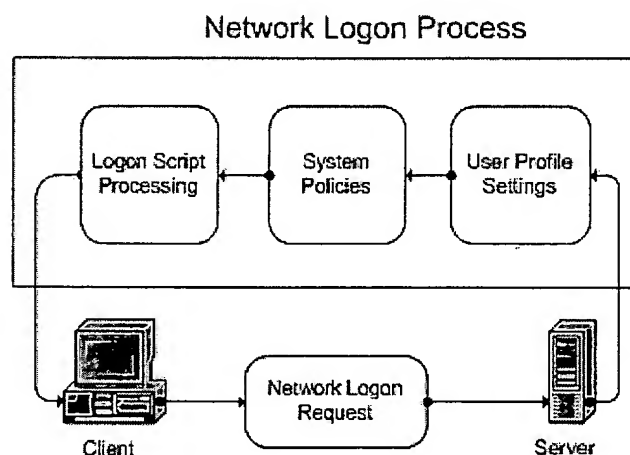 Network Logon Process
Logon Script
Processing
System
Policies
User Profile
Settings
Network Logon
Request
Client
Server